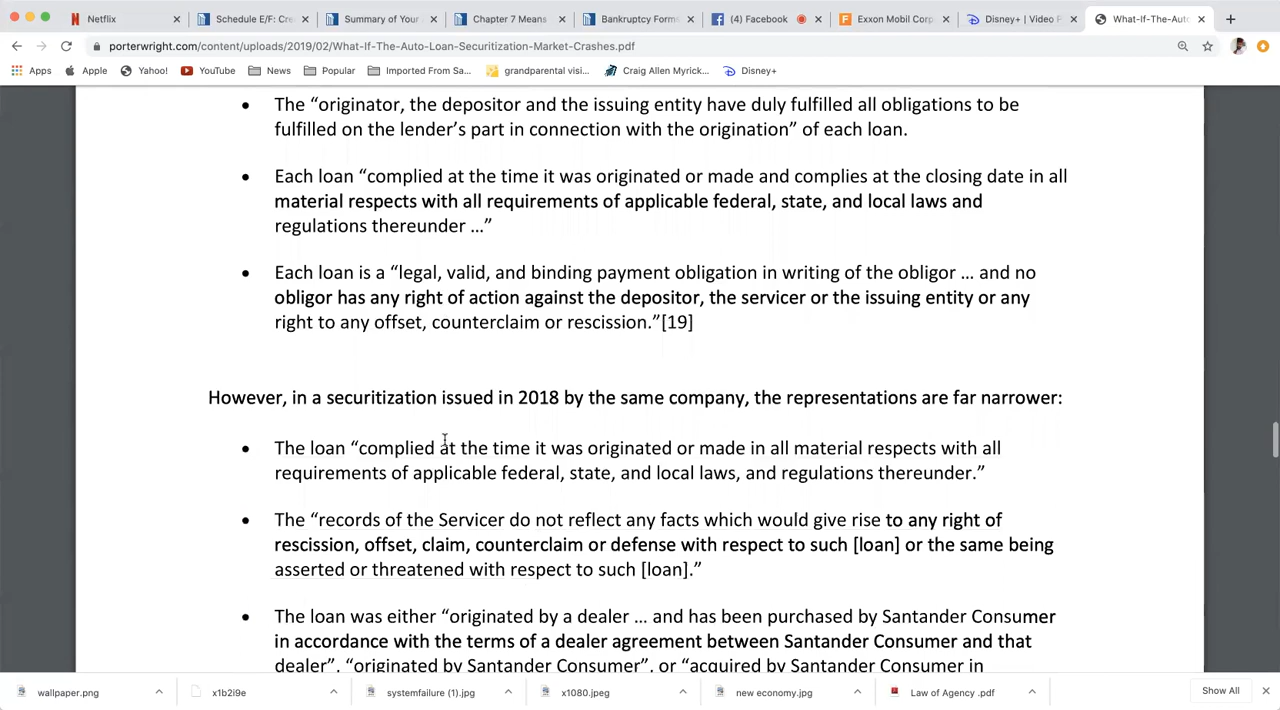 Netflix
Schedule E/F: Cre
Summary of Your
Chapter 7 Means
Bankruptcy Forms
(4) Facebook
Exxon Mobil Corp
Disney+ | Video P
What-If-The-Auto-
porterwright.com/content/uploads/2019/02/What-If-The-Auto-Loan-Securitization-Market-Crashes.pdf
Apps
Apple
Yahoo!
YouTube
News
Popular
Imported From Sa...
grandparental visi...
Craig Allen Myrick...
Disney+
• The “originator, the depositor and the issuing entity have duly fulfilled all obligations to be
fulfilled on the lender’s part in connection with the origination” of each loan.
• Each loan “complied at the time it was originated or made and complies at the closing date in all
material respects with all requirements of applicable federal, state, and local laws and
regulations thereunder …”
• Each loan is a “legal, valid, and binding payment obligation in writing of the obligor … and no
obligor has any right of action against the depositor, the servicer or the issuing entity or any
right to any offset, counterclaim or rescission.”[19]
However, in a securitization issued in 2018 by the same company, the representations are far narrower:
• The loan “complied at the time it was originated or made in all material respects with all
requirements of applicable federal, state, and local laws, and regulations thereunder.”
• The “records of the Servicer do not reflect any facts which would give rise to any right of
rescission, offset, claim, counterclaim or defense with respect to such [loan] or the same being
asserted or threatened with respect to such [loan].”
• The loan was either “originated by a dealer … and has been purchased by Santander Consumer
in accordance with the terms of a dealer agreement between Santander Consumer and that
dealer”, “originated by Santander Consumer”, or “acquired by Santander Consumer in
wallpaper.png
x1b2i9e
systemfailure (1).jpg
x1080.jpeg
new economy.jpg
Law of Agency .pdf
Show All